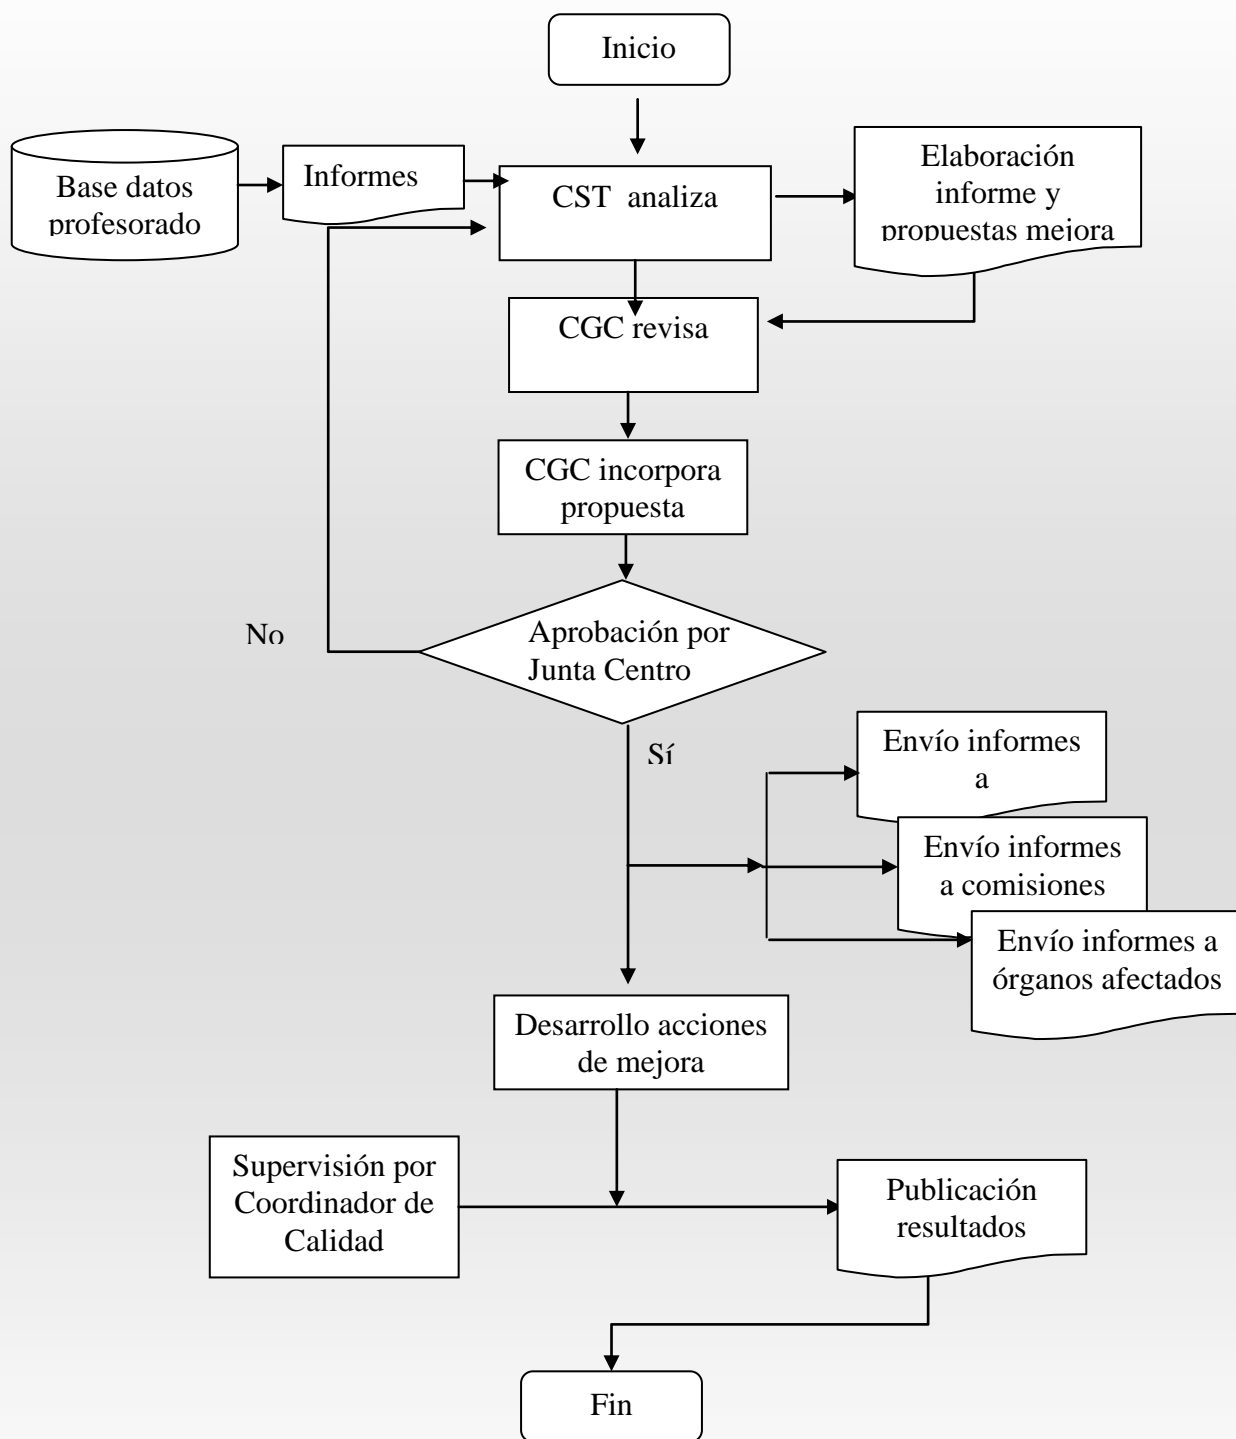 Inicio
Base datos
profesorado
Informes
CST analiza
Elaboración
informe y
propuestas mejora
CGC revisa
CGC incorpora
propuesta
No
Aprobación por
Junta Centro
Sí
Envío informes
a
Envío informes
a comisiones
Envío informes a
órganos afectados
Desarrollo acciones
de mejora
Supervisión por
Coordinador de
Calidad
Publicación
resultados
Fin